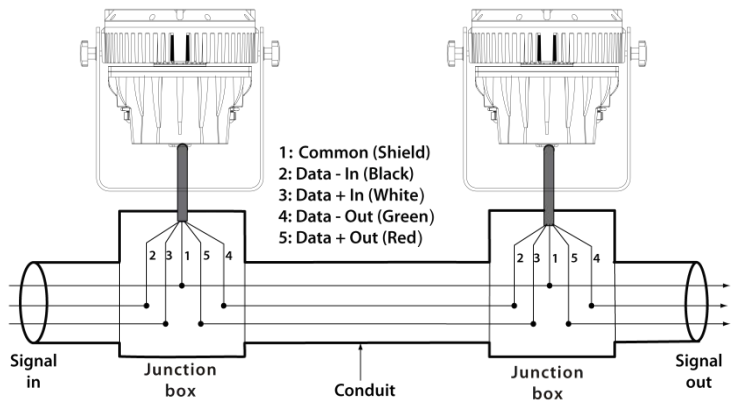 1: Common (Shield)
2: Data - In (Black)
3: Data + In (White)
4: Data - Out (Green)
5: Data + Out (Red)
2 3 1 5 4
2 3 1 5 4
Signal
in
Junction
box
Conduit
Junction
box
Signal
out